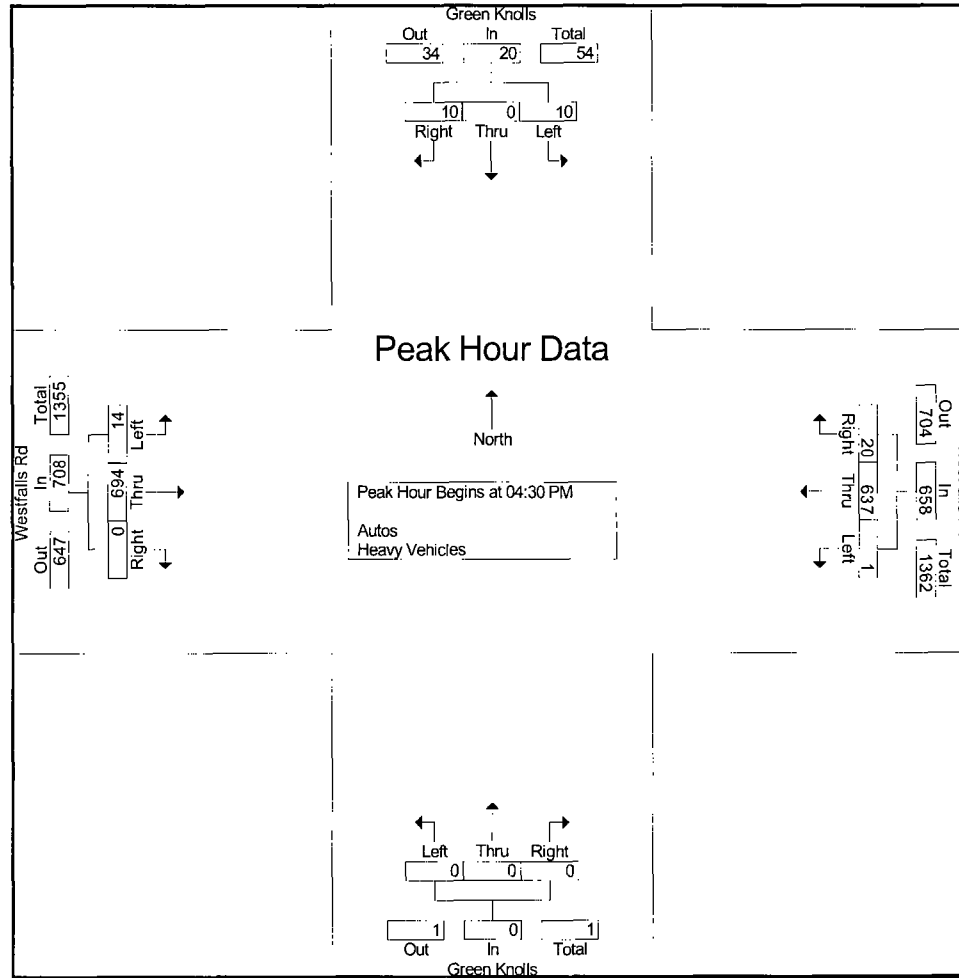 Green Knolls
Out In Total
34 20 54
10 0 10
Right Thru Left
Peak Hour Data
North
Peak Hour Begins at 04:30 PM
Autos
Heavy Vehicles
Westfalls Rd
Out In Total
647 708 1355
14 694 0
Left Thru Right
Out In Total
704 658 1362
20 637 1
Right Thru Left
Left Thru Right
0 0 0
1 0 1
Out In Total
Green Knolls